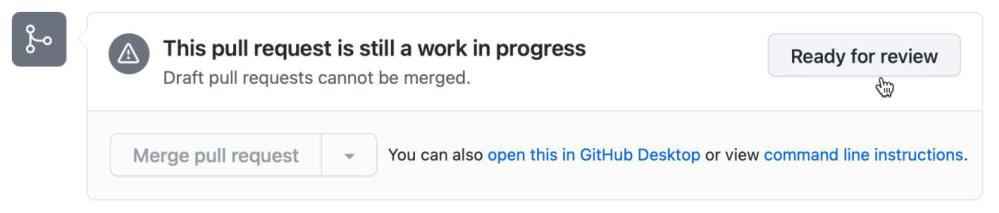 This pull request is still a work in progress
Draft pull requests cannot be merged.
Ready for review
Merge pull request
You can also open this in GitHub Desktop or view command line instructions.